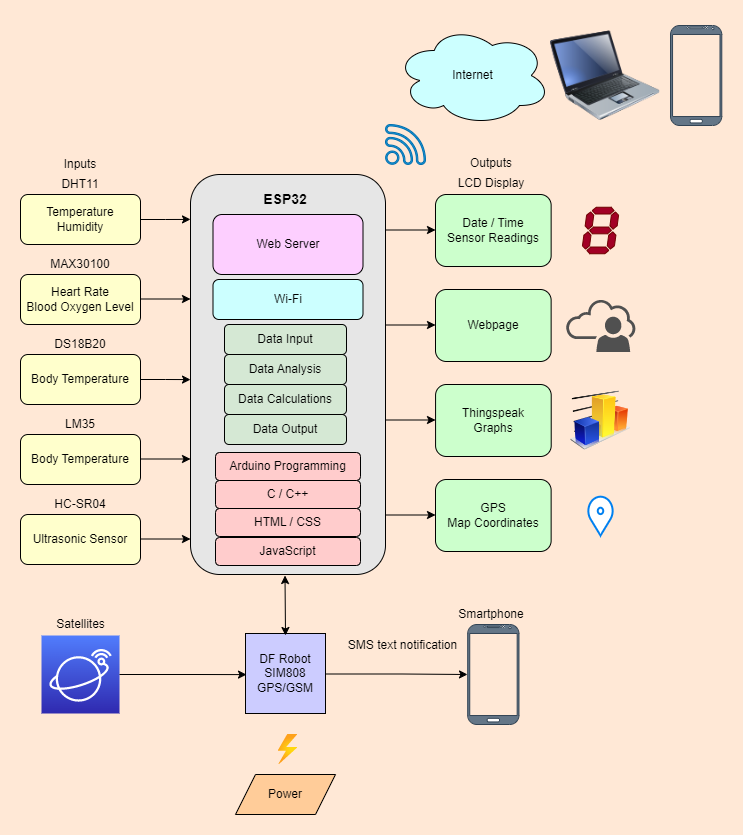 Internet
Inputs
DHT11
Temperature
Humidity
MAX30100
Heart Rate
Blood Oxygen Level
DS18B20
Body Temperature
LM35
Body Temperature
HC-SR04
Ultrasonic Sensor
ESP32
Web Server
Wi-Fi
Data Input
Data Analysis
Data Calculations
Data Output
Arduino Programming
C / C++
HTML / CSS
JavaScript
Outputs
LCD Display
Date / Time
Sensor Readings
8
Webpage
Thingspeak
Graphs
GPS
Map Coordinates
Satellites
DF Robot
SIM808
GPS/GSM
SMS text notification
Smartphone
Power